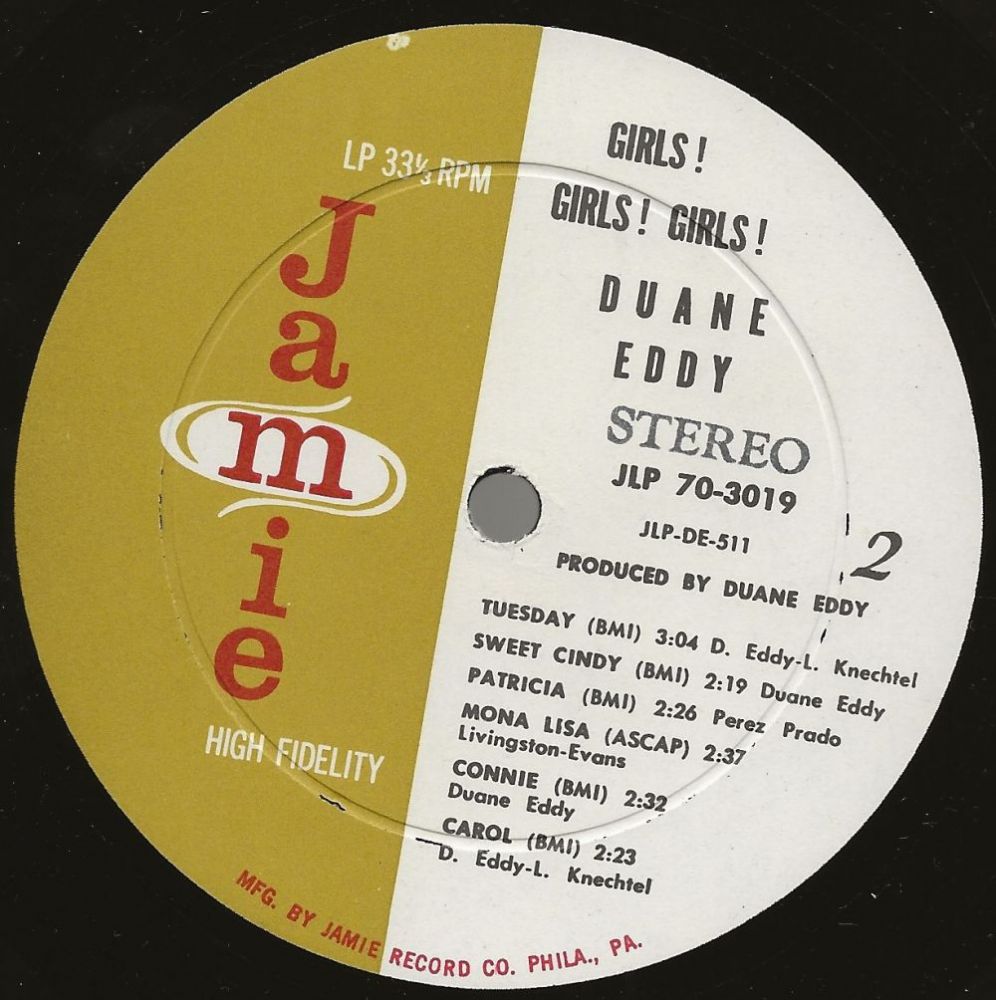 LP 33⅓ RPM
Jamie
HIGH FIDELITY
GIRLS!
GIRLS! GIRLS!
DUANE
EDDY
STEREO
JLP 70-3019
JLP-DE-511
2
PRODUCED BY DUANE EDDY
TUESDAY (BMI) 3:04 D. Eddy-L. Knechtel
SWEET CINDY (BMI) 2:19 Duane Eddy
PATRICIA (BMI) 2:26 Perez Prado
MONA LISA (ASCAP) 2:37
Livingston-Evans
CONNIE (BMI) 2:32
Duane Eddy
CAROL (BMI) 2:23
D. Eddy-L. Knechtel
MFG. BY JAMIE RECORD CO. PHILA., PA.